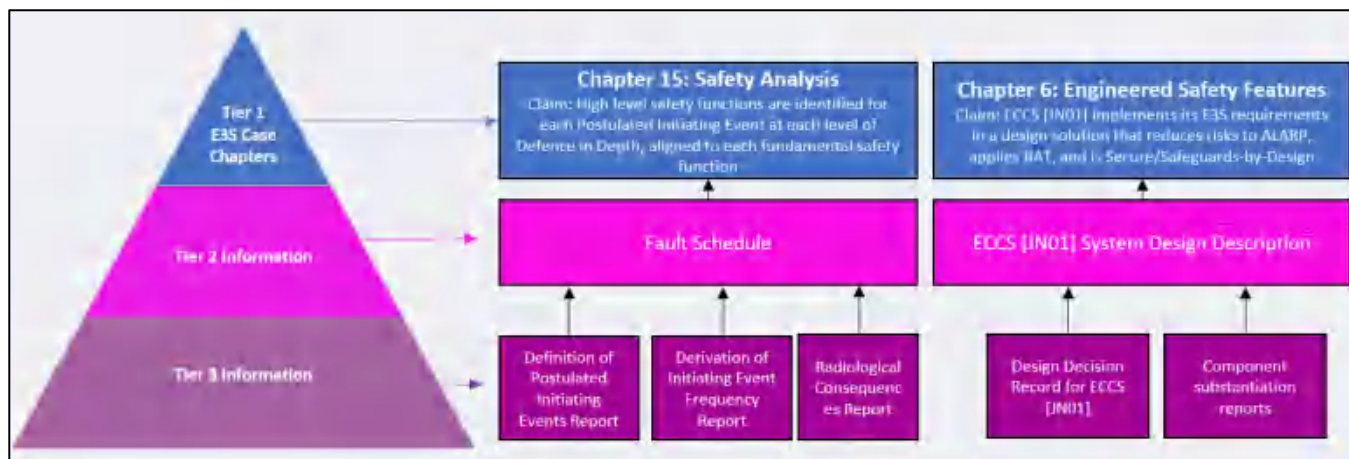 Tier 1
E3S Case
Chapters
Tier 2 Information
Tier 3 Information
Chapter 15: Safety Analysis
Claim: High level safety functions are identified for
each Postulated Initiating Event at each level of
Defence in Depth, aligned to each fundamental safety
function
Fault Schedule
Definition of
Postulated
Initiating
Events Report
Derivation of
Initiating Event
Frequency
Report
Radiological
Consequenc
es Report
Chapter 6: Engineered Safety Features
Claim: ECCS [JN01] implements its E3S requirements
in a design solution that reduces risks to ALARP,
applies BAT, and is Secure/Safeguards-by-Design
ECCS [JN01] System Design Description
Design Decision
Record for ECCS
[JN01]
Component
substantiation
reports